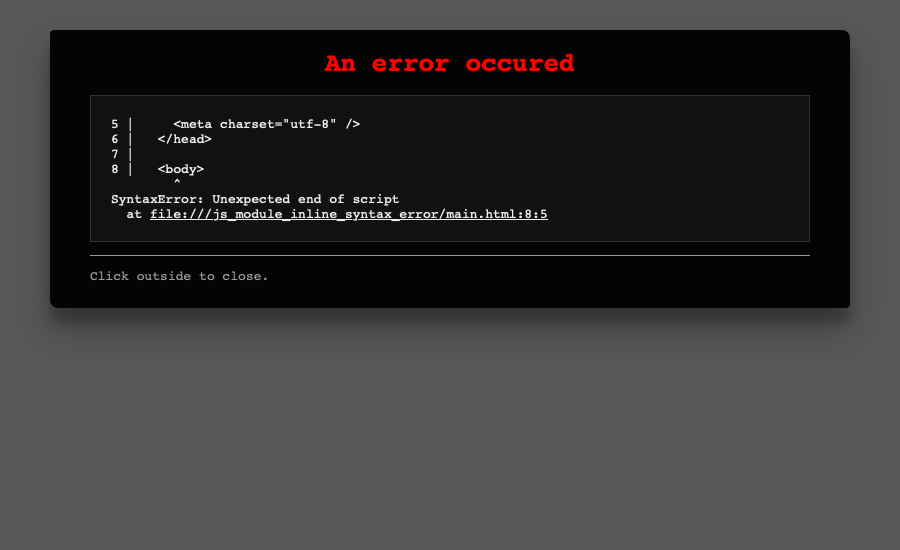 An error occured
5 |     <meta charset="utf-8" />
6 |   </head>
7 |
8 |   <body>
        ^
SyntaxError: Unexpected end of script
  at file:///js_module_inline_syntax_error/main.html:8:5
Click outside to close.